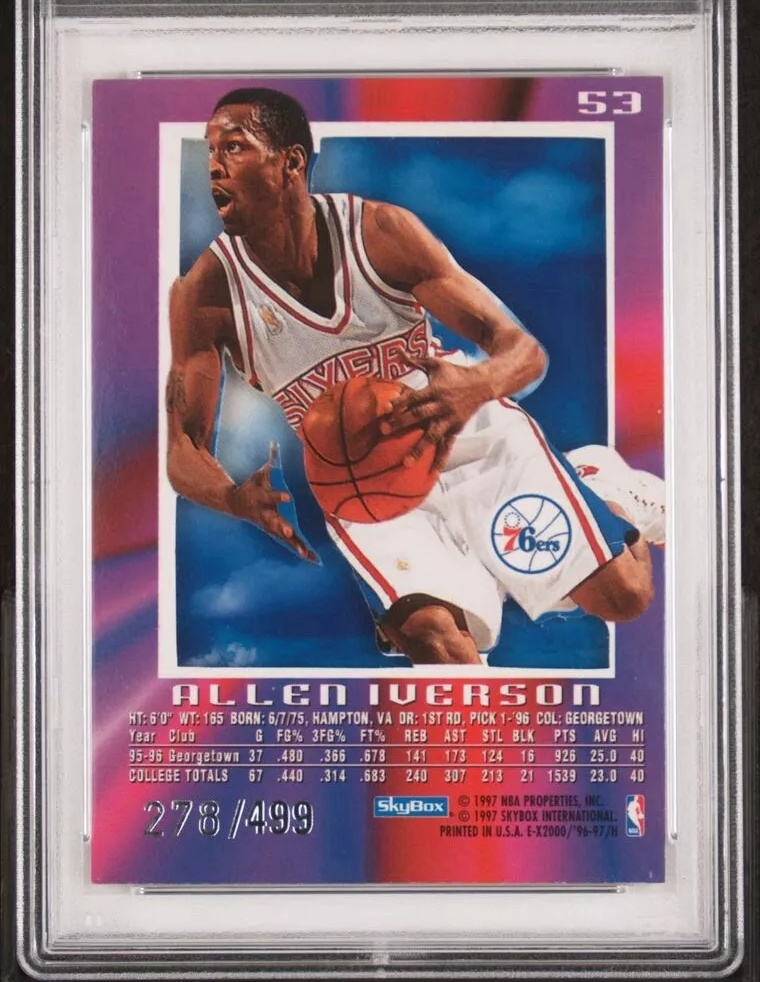 53
SIXERS
76ers
ALLEN IVERSON
HT: 6'0" WT: 165 BORN: 6/7/75, HAMPTON, VA DR: 1ST RD, PICK 1-'96 COL: GEORGETOWN
Year Club G FG% 3FG% FT% REB AST STL BLK PTS AVG HI
95-96 Georgetown 37 .480 .366 .678 141 173 124 16 926 25.0 40
COLLEGE TOTALS 67 .440 .314 .683 240 307 213 21 1539 23.0 40
278/499
SkyBox
© 1997 NBA PROPERTIES, INC.
© 1997 SKYBOX INTERNATIONAL.
PRINTED IN U.S.A. E-X2000/'96-97/H